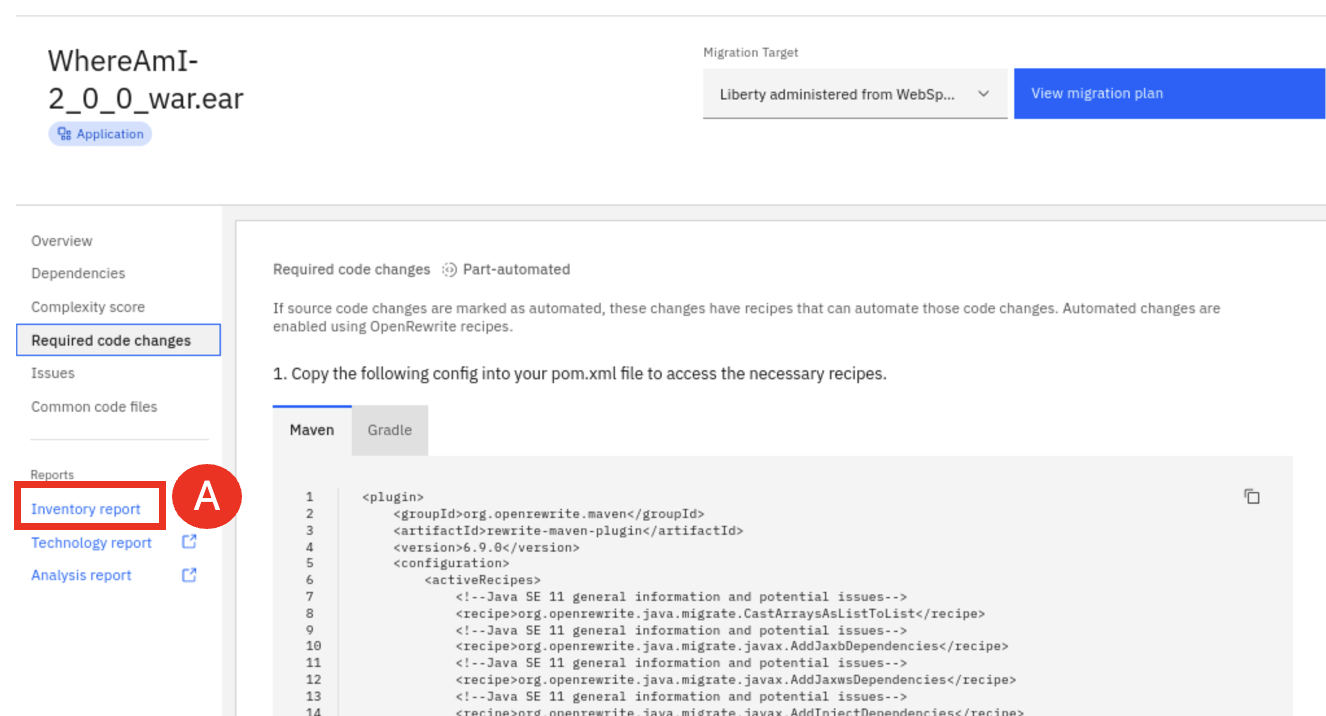 WhereAmI-
2_0_0_war.ear
Application
Migration Target
Liberty administered from WebSp...
View migration plan
Overview
Dependencies
Complexity score
Required code changes
Issues
Common code files
Reports
Inventory report
A
Technology report
Analysis report
Required code changes Part-automated
If source code changes are marked as automated, these changes have recipes that can automate those code changes. Automated changes are
enabled using OpenRewrite recipes.
1. Copy the following config into your pom.xml file to access the necessary recipes.
Maven Gradle
1 <plugin>
2 <groupId>org.openrewrite.maven</groupId>
3 <artifactId>rewrite-maven-plugin</artifactId>
4 <version>6.9.0</version>
5 <configuration>
6 <activeRecipes>
7 <!--Java SE 11 general information and potential issues-->
8 <recipe>org.openrewrite.java.migrate.CastArraysAsListToList</recipe>
9 <!--Java SE 11 general information and potential issues-->
10 <recipe>org.openrewrite.java.migrate.javax.AddJaxbDependencies</recipe>
11 <!--Java SE 11 general information and potential issues-->
12 <recipe>org.openrewrite.java.migrate.javax.AddJaxwsDependencies</recipe>
13 <!--Java SE 11 general information and potential issues-->
14 <recipe>org.openrewrite.java.migrate.javax.AddInjectDependencies</recipe>